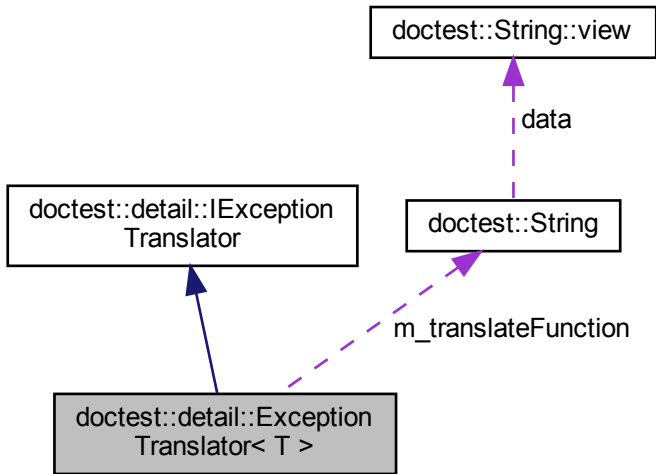 doctest::String::view
data
doctest::detail::IException
Translator
doctest::String
m_translateFunction
doctest::detail::Exception
Translator< T >